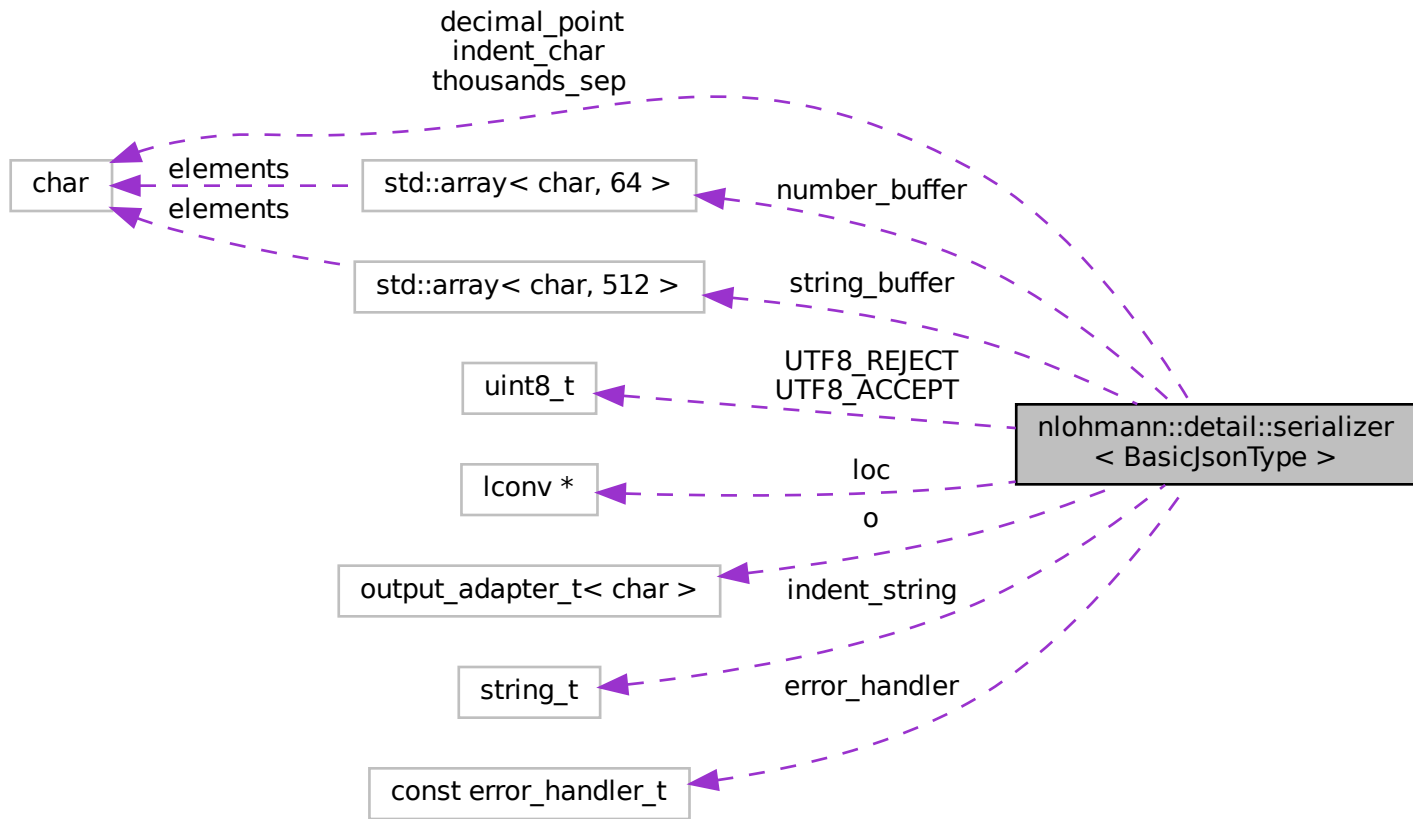 decimal_point
indent_char
thousands_sep
char
elements
elements
std::array< char, 64 >
number_buffer
std::array< char, 512 >
string_buffer
uint8_t
UTF8_REJECT
UTF8_ACCEPT
nlohmann::detail::serializer
< BasicJsonType >
lconv *
loc
o
output_adapter_t< char >
indent_string
string_t
error_handler
const error_handler_t